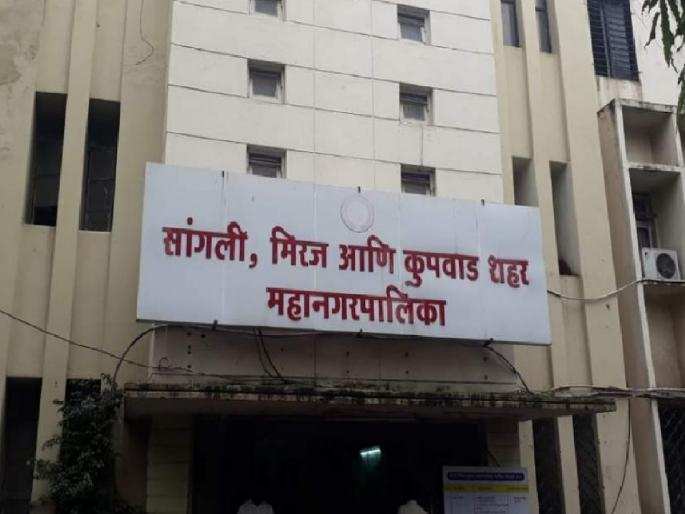 सांगली, मिरज आणि कुपवाड शहर
महानगरपालिका